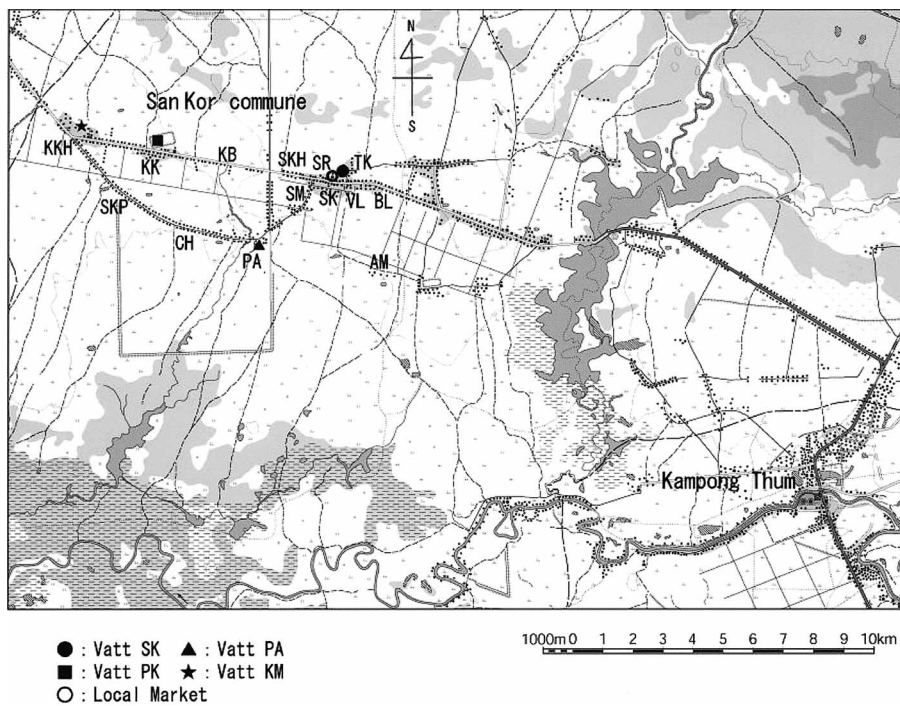 N
S
San Kor commune
KKH
KK
KB
SKH
SR
TK
SM
SK
VL
BL
SKP
CH
PA
AM
Kampong Thum
● : Vatt SK ▲ : Vatt PA
■ : Vatt PK ★ : Vatt KM
○ : Local Market
1000m 0 1 2 3 4 5 6 7 8 9 10km